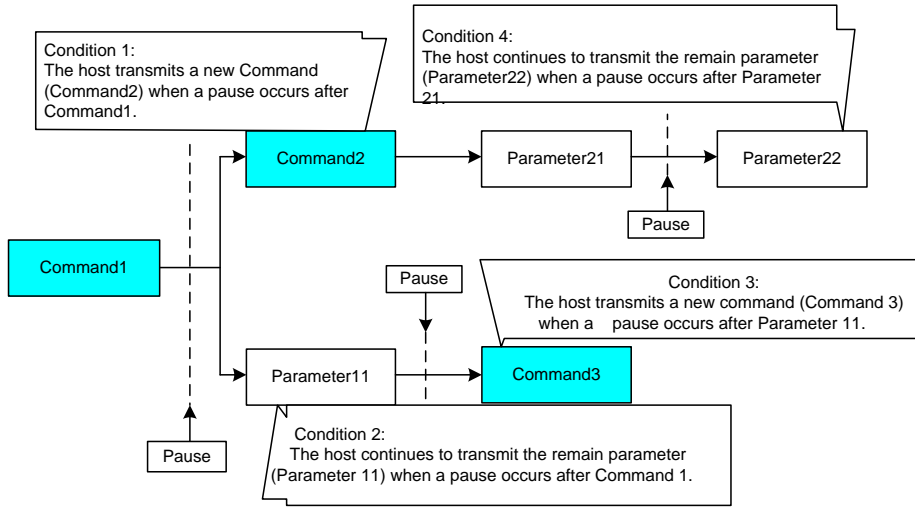 Condition 1:
The host transmits a new Command
(Command2) when a pause occurs after
Command1.
Condition 4:
The host continues to transmit the remain parameter
(Parameter22) when a pause occurs after Parameter
21.
Command2
Parameter21
Parameter22
Pause
Command1
Pause
Condition 3:
The host transmits a new command (Command 3)
when a pause occurs after Parameter 11.
Parameter11
Command3
Pause
Condition 2:
The host continues to transmit the remain parameter
(Parameter 11) when a pause occurs after Command 1.